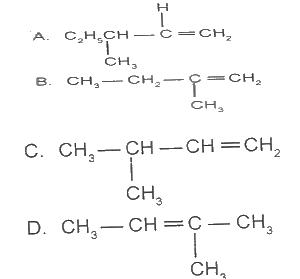 H
A. C₂H₅CH — C = CH₂
CH₃
B. CH₃ — CH₂ — C = CH₂
CH₃
C. CH₃ — CH — CH = CH₂
CH₃
D. CH₃ — CH = C — CH₃
CH₃